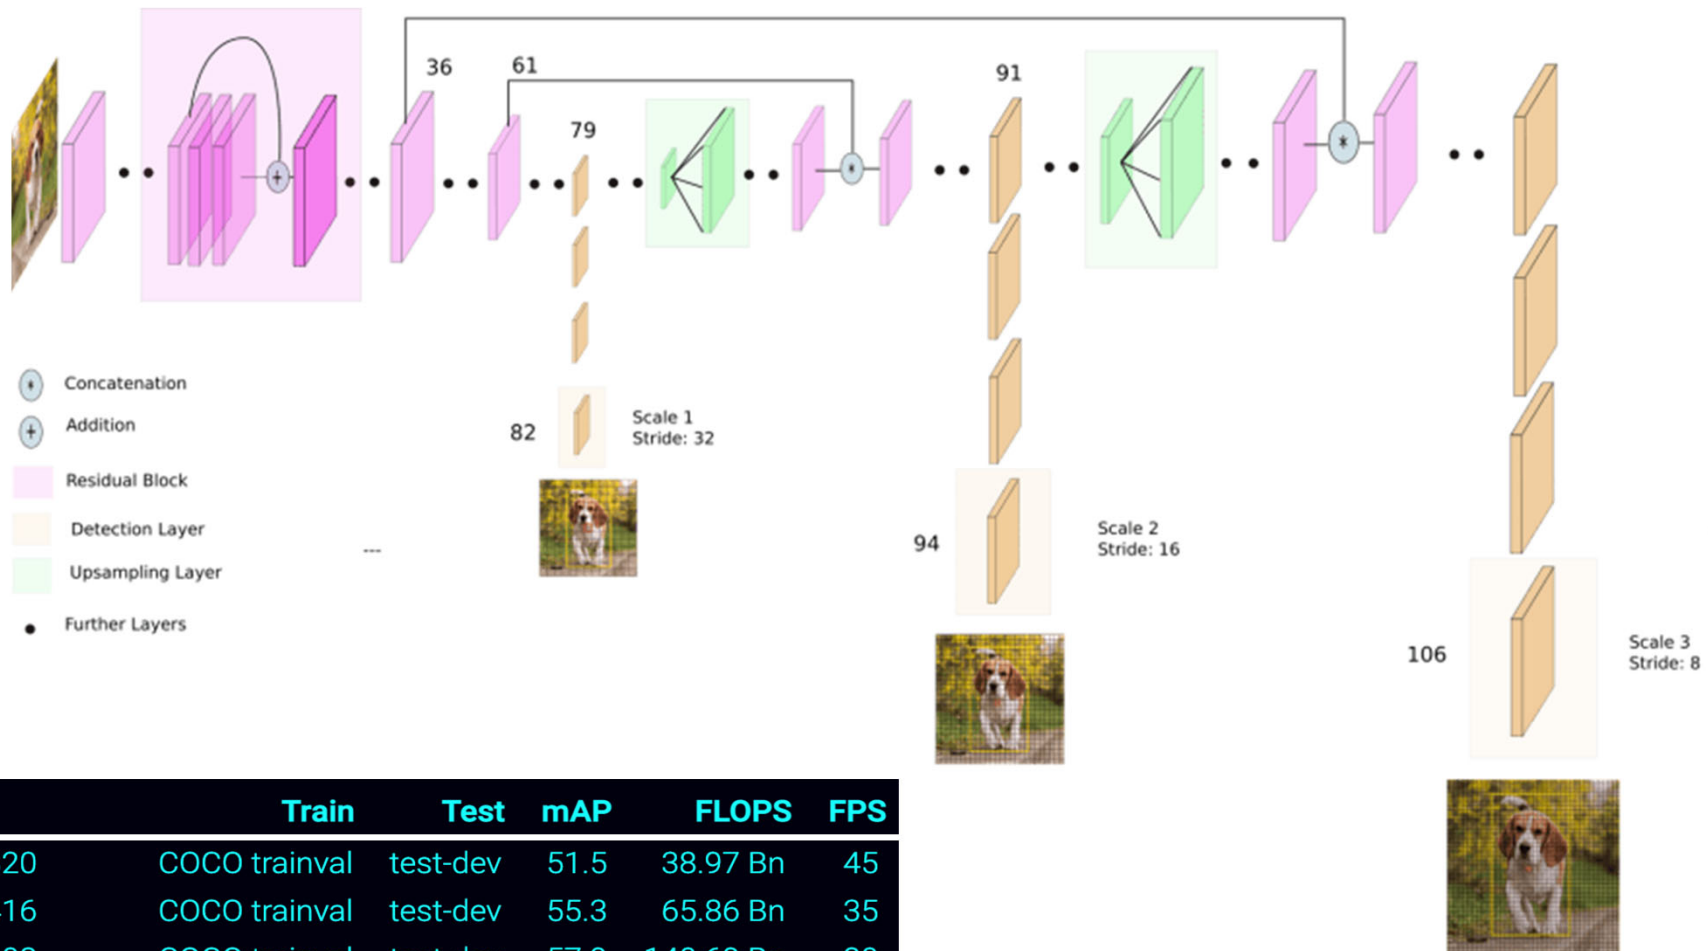 36
61
91
79
Concatenation
Addition
Residual Block
Detection Layer
Upsampling Layer
Further Layers
---
82
Scale 1
Stride: 32
94
Scale 2
Stride: 16
106
Scale 3
Stride: 8
Train Test mAP FLOPS FPS
20 COCO trainval test-dev 51.5 38.97 Bn 45
16 COCO trainval test-dev 55.3 65.86 Bn 35